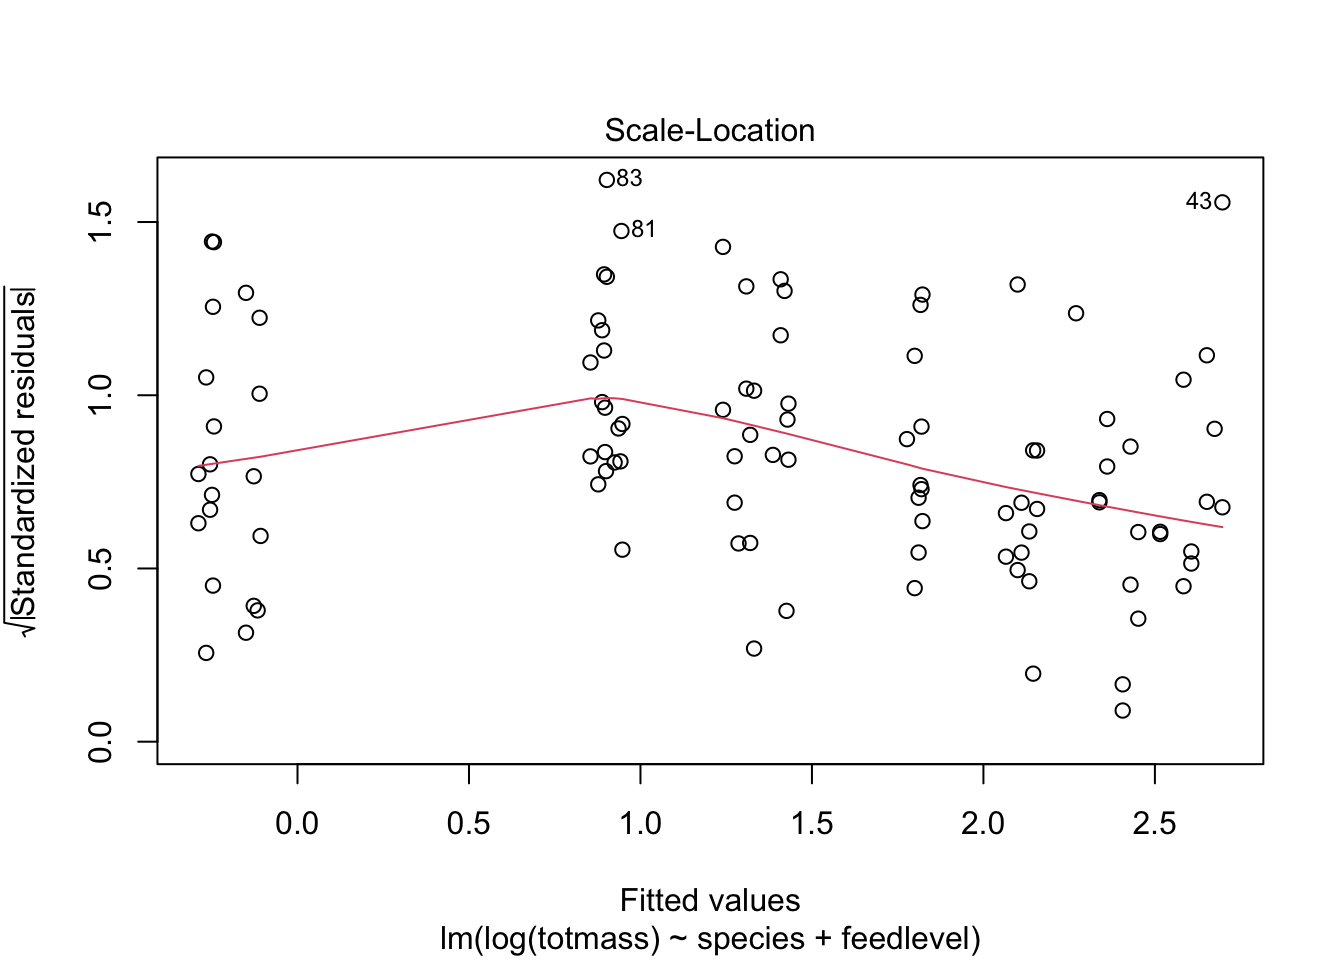 Scale-Location
83
43
81
√|Standardized residuals|
1.5
1.0
0.5
0.0
0.0 0.5 1.0 1.5 2.0 2.5
Fitted values
lm(log(totmass) ~ species + feedlevel)